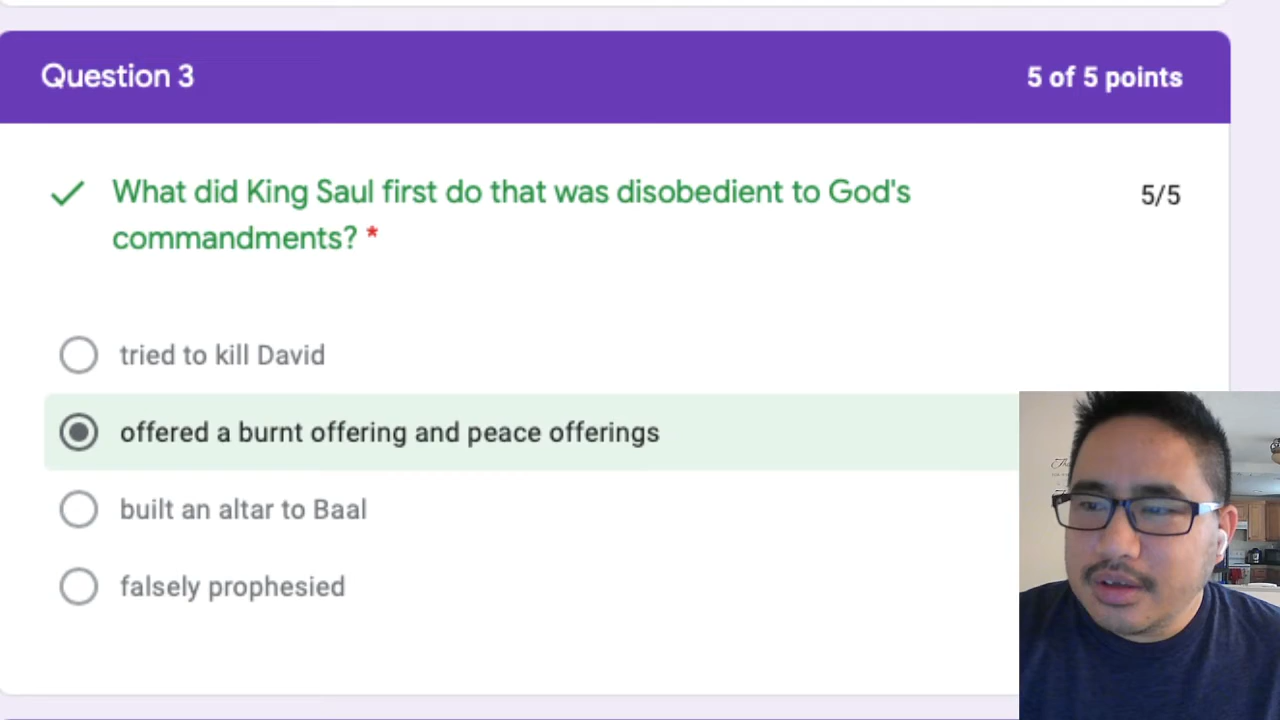 Question 3
5 of 5 points
What did King Saul first do that was disobedient to God's
5/5
commandments? *
tried to kill David
offered a burnt offering and peace offerings
built an altar to Baal
falsely prophesied